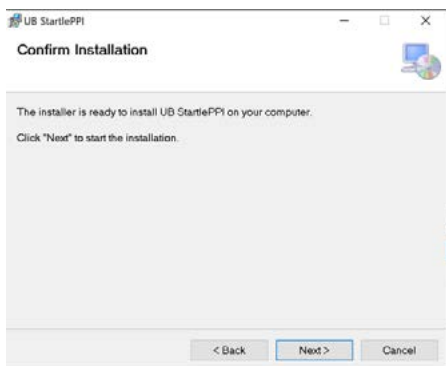 UB StartlePPI
Confirm Installation
The installer is ready to install UB StartlePPI on your computer.
Click "Next" to start the installation.
< Back
Next >
Cancel